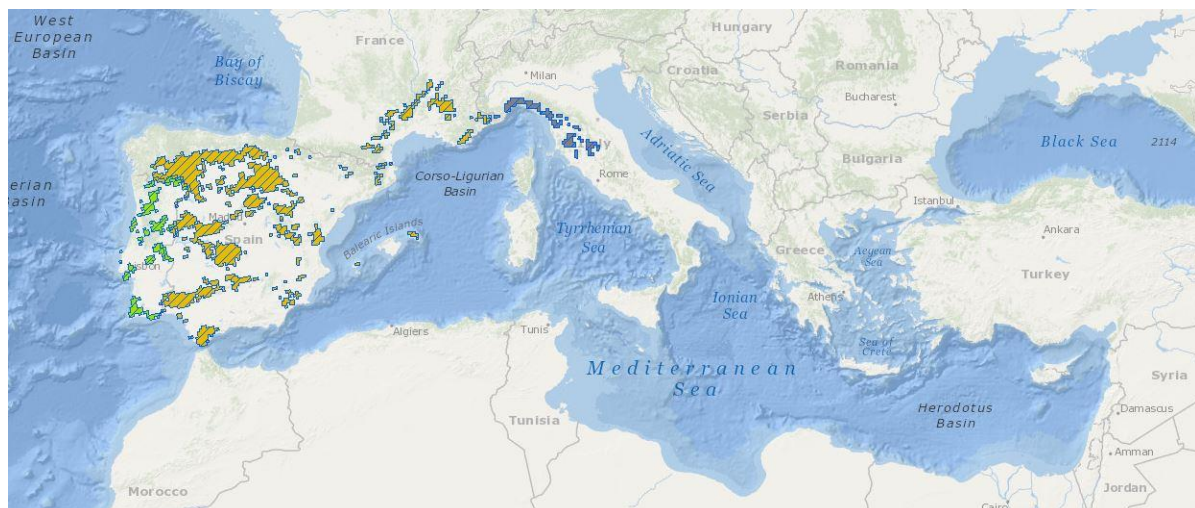 West
European
Basin
Bay of
Biscay
France
Hungary
Croatia
Romania
Bucharest
Serbia
Milan
Adriatic Sea
Black Sea
2114
Bulgaria
Istanbul
Corso-Ligurian
Basin
Rome
erian
asin
Spain
Balearic Islands
Tyrrhenian
Sea
Greece
Aegean
Sea
Ankara
Turkey
Athens
Ionian
Sea
Sea of
Crete
Algiers
Tunis
Mediterranean
Sea
Syria
Herodotus
Basin
Damascus
Tunisia
Amman
Morocco
Jordan
Cairo